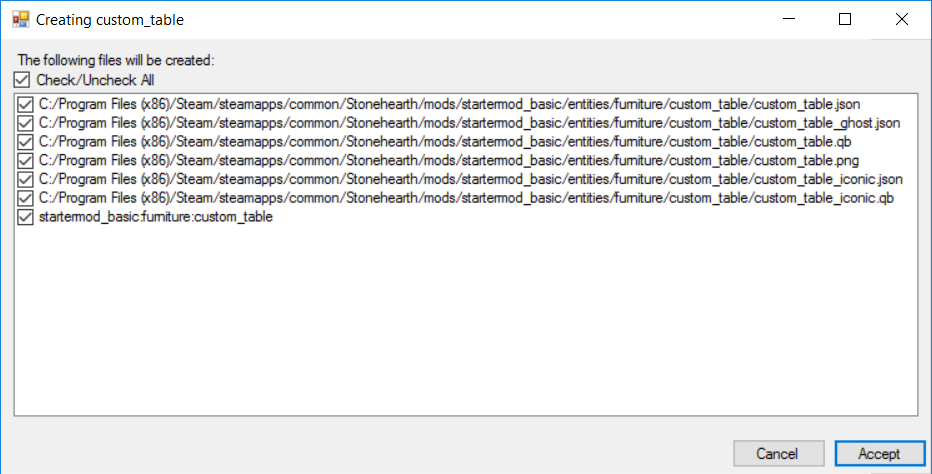 Creating custom_table
The following files will be created:
Check/Uncheck All
C:/Program Files (x86)/Steam/steamapps/common/Stonehearth/mods/startermod_basic/entities/furniture/custom_table/custom_table.json
C:/Program Files (x86)/Steam/steamapps/common/Stonehearth/mods/startermod_basic/entities/furniture/custom_table/custom_table_ghost.json
C:/Program Files (x86)/Steam/steamapps/common/Stonehearth/mods/startermod_basic/entities/furniture/custom_table/custom_table.qb
C:/Program Files (x86)/Steam/steamapps/common/Stonehearth/mods/startermod_basic/entities/furniture/custom_table/custom_table.png
C:/Program Files (x86)/Steam/steamapps/common/Stonehearth/mods/startermod_basic/entities/furniture/custom_table/custom_table_iconic.json
C:/Program Files (x86)/Steam/steamapps/common/Stonehearth/mods/startermod_basic/entities/furniture/custom_table/custom_table_iconic.qb
startermod_basic:furniture:custom_table
Cancel Accept